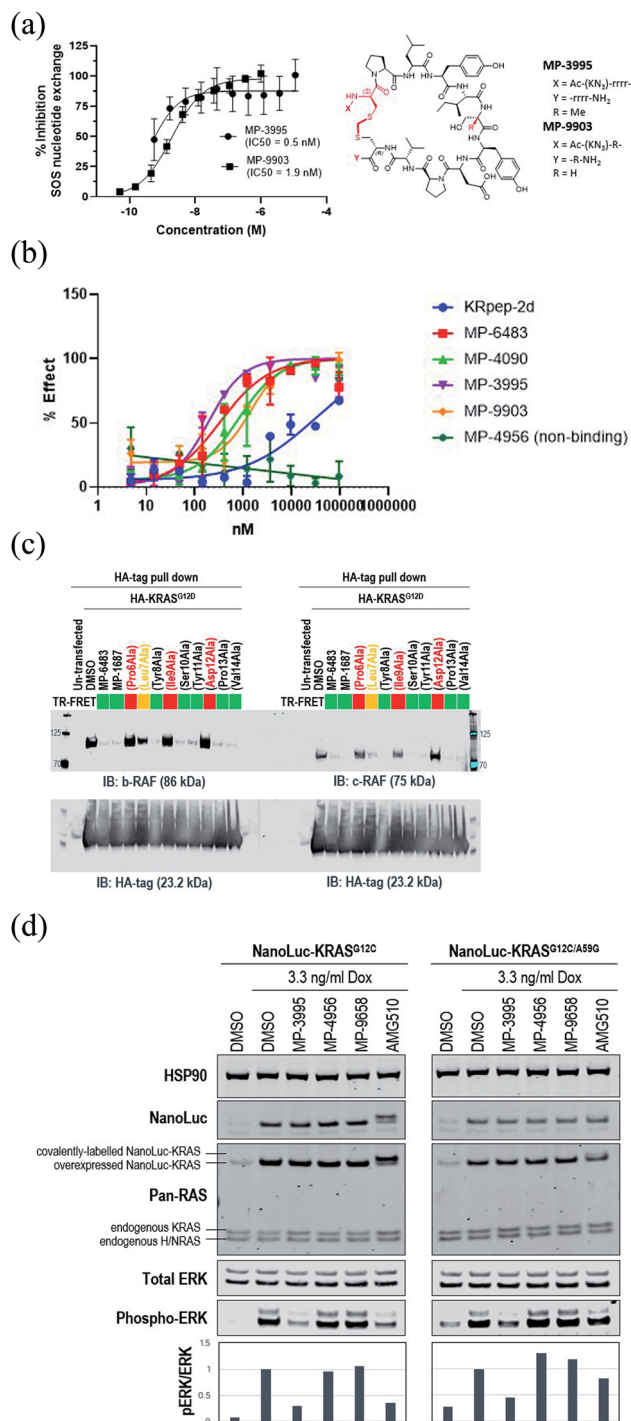 (a)
% Inhibition
SOS nucleotide exchange
125
100
75
50
25
0
-10
-8
-6
-4
Concentration (M)
MP-3995
(IC50 = 0.5 nM)
MP-9903
(IC50 = 1.9 nM)
MP-3995
X = Ac-(KN3)-rrrr-
Y = -rrrr-NH2
R = Me
MP-9903
X = Ac-(KN3)-R-
Y = -R-NH2
R = H
(b)
% Effect
150
100
50
0
1
10
100
1000
10000
100000
1000000
nM
KRpep-2d
MP-6483
MP-4090
MP-3995
MP-9903
MP-4956 (non-binding)
(c)
HA-tag pull down
HA-KRASG12D
Un-transfected
DMSO
MP-6483
MP-1687
(Pro6Ala)
(Leu7Ala)
(Tyr8Ala)
(Ile9Ala)
(Ser10Ala)
(Tyr11Ala)
(Asp12Ala)
(Pro13Ala)
(Val14Ala)
TR-FRET
125
70
IB: b-RAF (86 kDa)
IB: HA-tag (23.2 kDa)
HA-tag pull down
HA-KRASG12D
Un-transfected
DMSO
MP-6483
MP-1687
(Pro6Ala)
(Leu7Ala)
(Tyr8Ala)
(Ile9Ala)
(Ser10Ala)
(Tyr11Ala)
(Asp12Ala)
(Pro13Ala)
(Val14Ala)
TR-FRET
125
70
IB: c-RAF (75 kDa)
IB: HA-tag (23.2 kDa)
(d)
NanoLuc-KRASG12C
3.3 ng/ml Dox
DMSO
DMSO
MP-3995
MP-4956
MP-9658
AMG510
NanoLuc-KRASG12C/A59G
3.3 ng/ml Dox
DMSO
DMSO
MP-3995
MP-4956
MP-9658
AMG510
HSP90
NanoLuc
covalently-labelled NanoLuc-KRAS
overexpressed NanoLuc-KRAS
Pan-RAS
endogenous KRAS
endogenous H/NRAS
Total ERK
Phospho-ERK
pERK/ERK
1.5
1
0.5
0